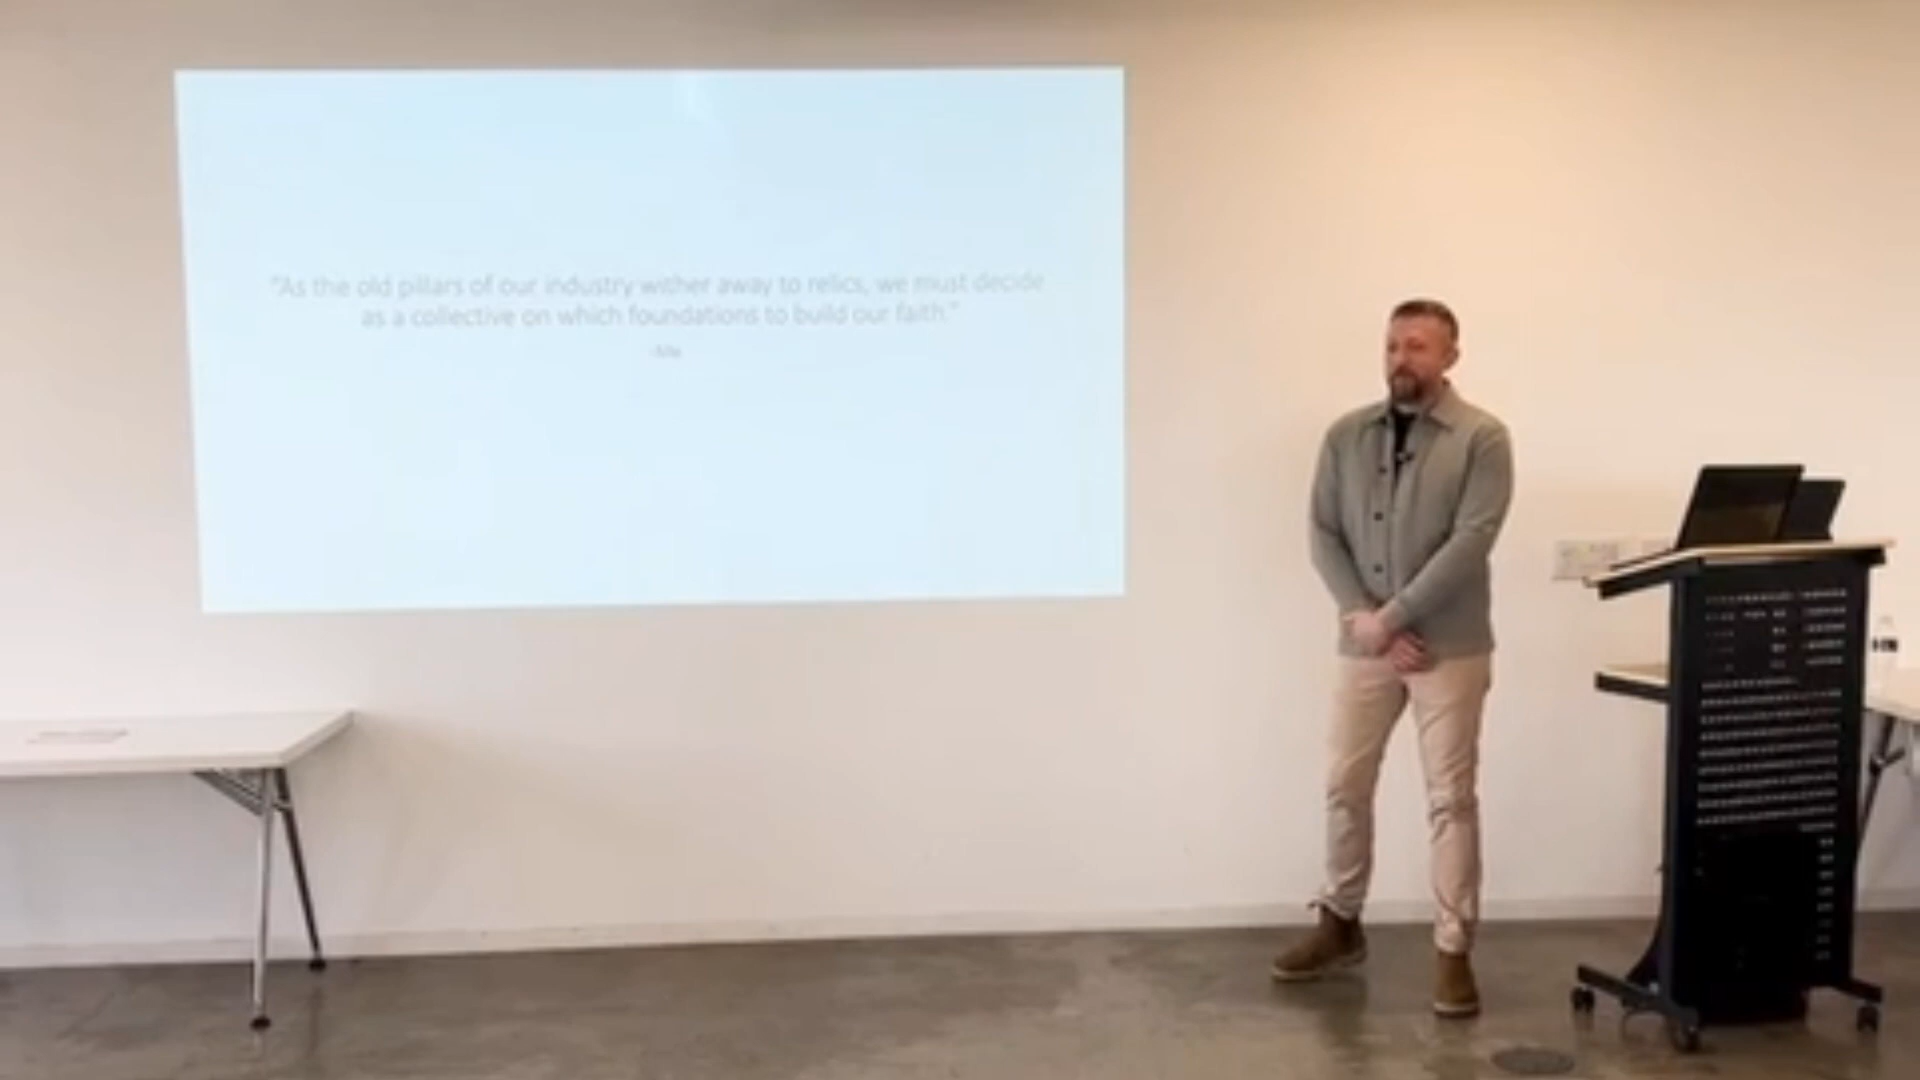 "As the old pillars of our industry wither away to relics, we must decide
as a collective on which foundations to build our faith."
-Me